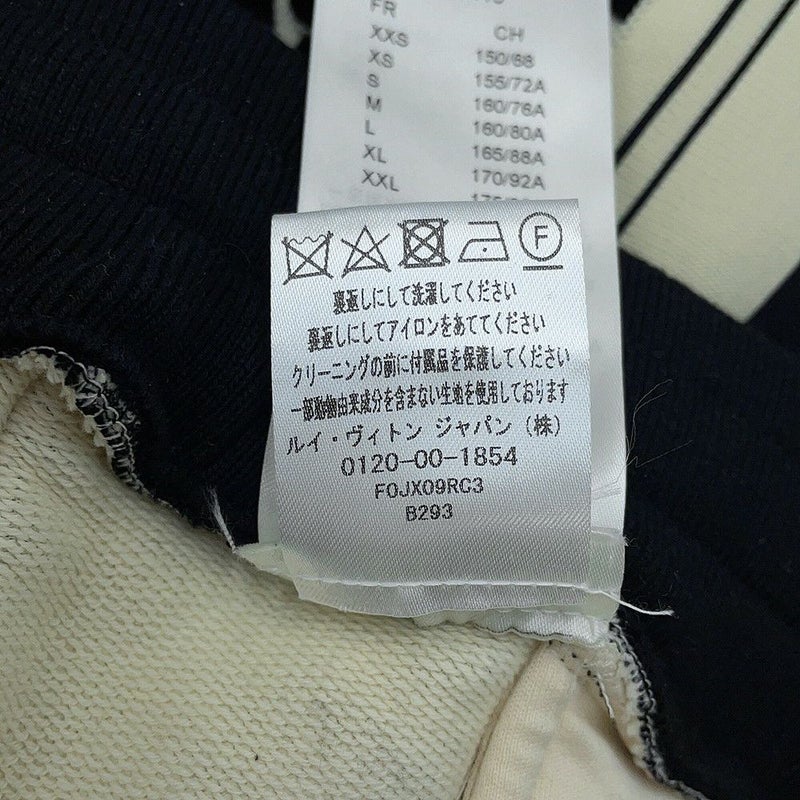 FR
XXS CH
XS 150/68
S 155/72A
M 160/76A
L 160/80A
XL 165/88A
XXL 170/92A
F
裏返しにして洗濯してください
裏返しにしてアイロンをあててください
クリーニングの前に付属品を保護してください
一部動物由来成分を含まない生地を使用しております
ルイ・ヴィトン ジャパン (株)
0120-00-1854
F0JX09RC3
B293